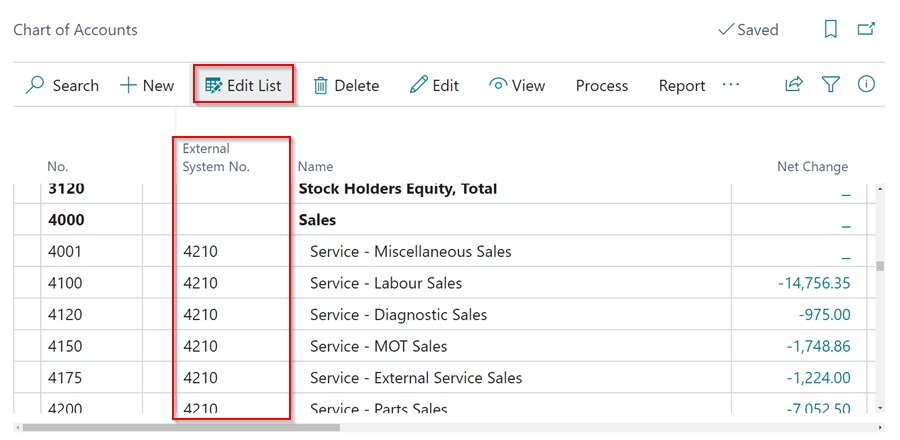 Chart of Accounts
Saved
Search New Edit List Delete Edit View Process Report ...
External
No. System No. Name Net Change
3120 Stock Holders Equity, Total _
4000 Sales _
4001 4210 Service - Miscellaneous Sales _
4100 4210 Service - Labour Sales -14,756.35
4120 4210 Service - Diagnostic Sales -975.00
4150 4210 Service - MOT Sales -1,748.86
4175 4210 Service - External Service Sales -1,224.00
4200 4210 Service - Parts Sales -7,052.50